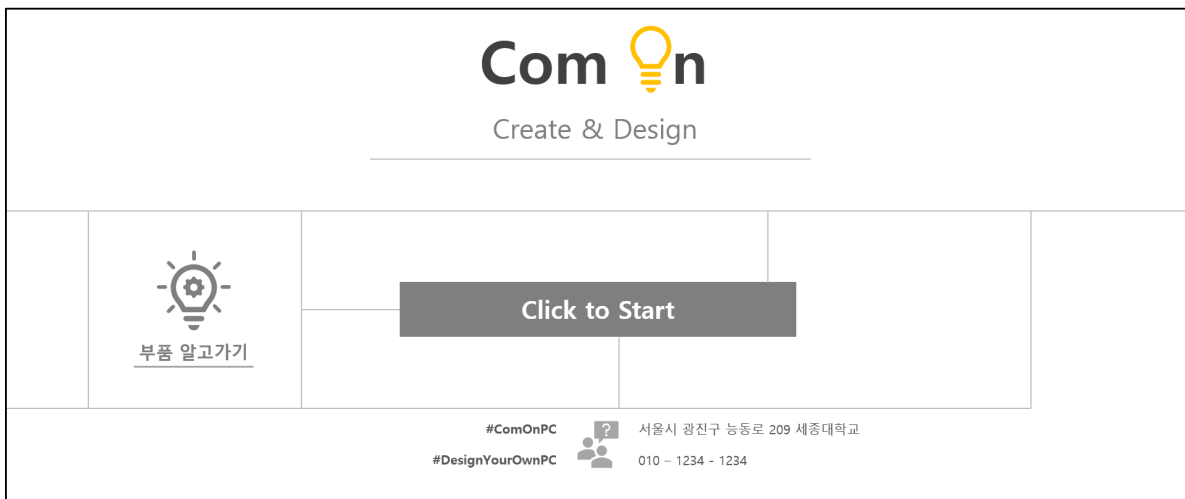 Com On
Create & Design
부품 알고가기
Click to Start
#ComOnPC
서울시 광진구 능동로 209 세종대학교
#DesignYourOwnPC
010 – 1234 - 1234